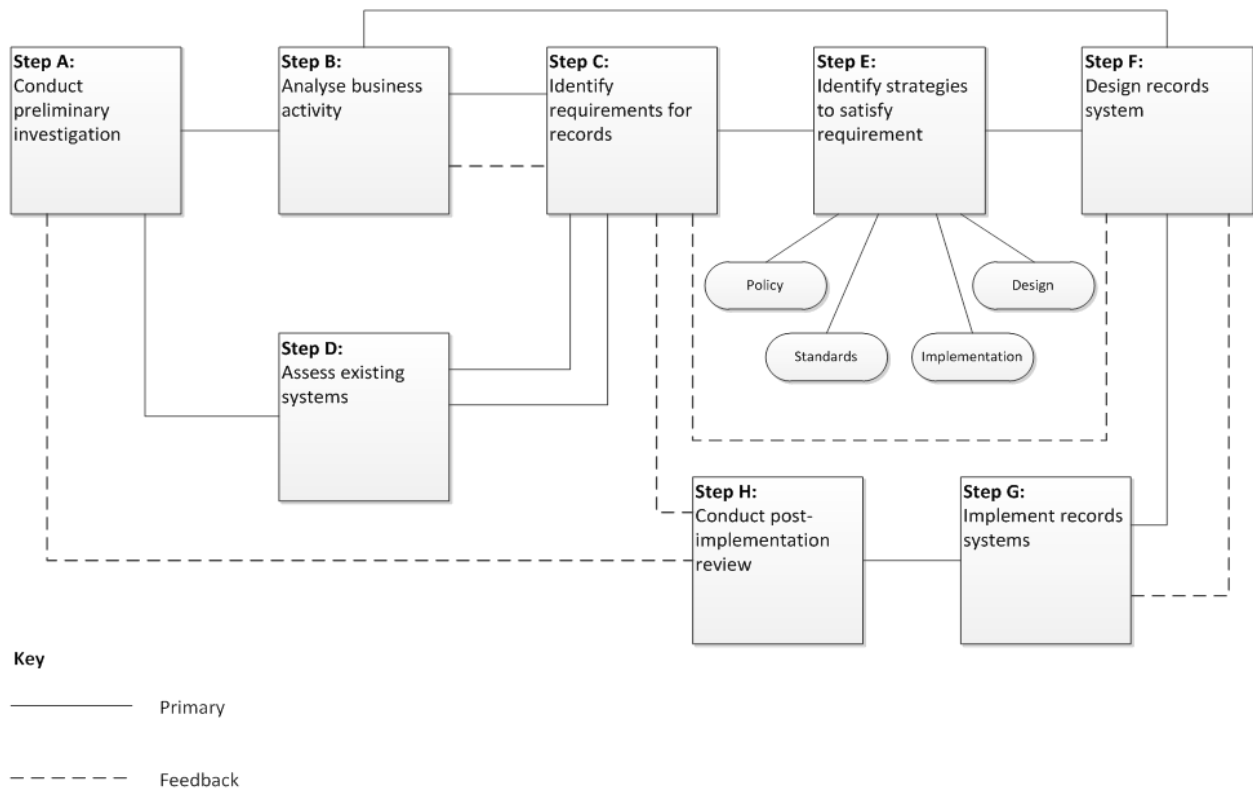 Step A:
Conduct
preliminary
investigation
Step B:
Analyse business
activity
Step C:
Identify
requirements for
records
Step E:
Identify strategies
to satisfy
requirement
Step F:
Design records
system
Policy
Design
Standards
Implementation
Step D:
Assess existing
systems
Step H:
Conduct post-
implementation
review
Step G:
Implement records
systems
Key
Primary
Feedback